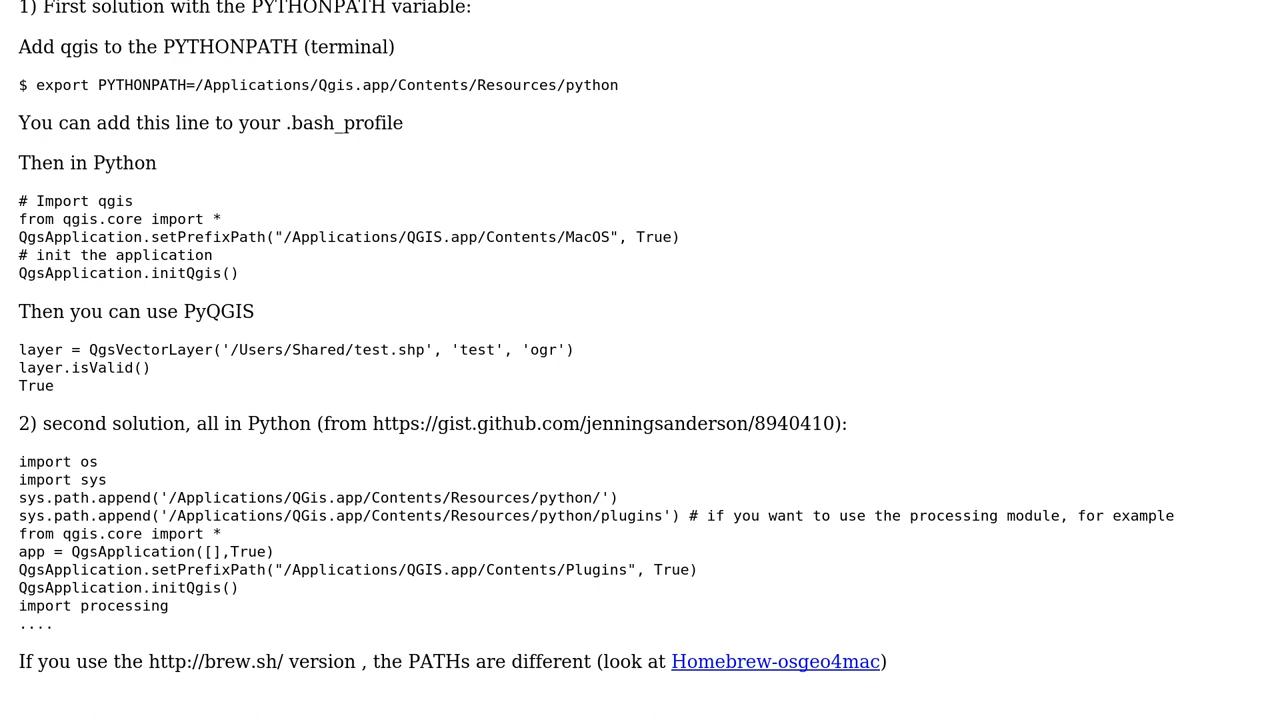 1) First solution with the PYTHONPATH variable:
Add qgis to the PYTHONPATH (terminal)
$ export PYTHONPATH=/Applications/Qgis.app/Contents/Resources/python
You can add this line to your .bash_profile
Then in Python
# Import qgis
from qgis.core import *
QgsApplication.setPrefixPath("/Applications/QGIS.app/Contents/MacOS", True)
# init the application
QgsApplication.initQgis()
Then you can use PyQGIS
layer = QgsVectorLayer('/Users/Shared/test.shp', 'test', 'ogr')
layer.isValid()
True
2) second solution, all in Python (from https://gist.github.com/jenningsanderson/8940410):
import os
import sys
sys.path.append('/Applications/QGis.app/Contents/Resources/python/')
sys.path.append('/Applications/QGis.app/Contents/Resources/python/plugins') # if you want to use the processing module, for example
from qgis.core import *
app = QgsApplication([],True)
QgsApplication.setPrefixPath("/Applications/QGIS.app/Contents/Plugins", True)
QgsApplication.initQgis()
import processing
....
If you use the http://brew.sh/ version , the PATHs are different (look at Homebrew-osgeo4mac)